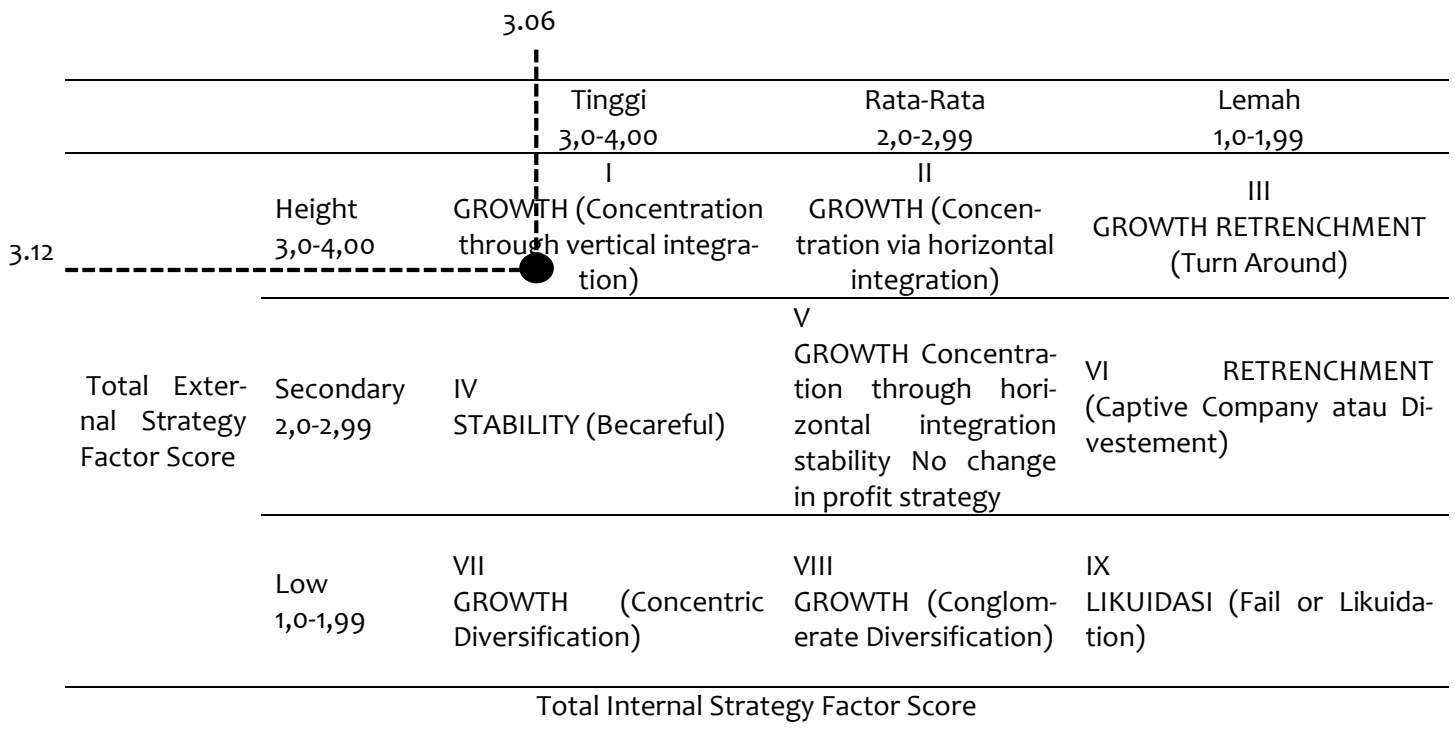 3.06
Tinggi
3,0-4,00
Rata-Rata
2,0-2,99
Lemah
1,0-1,99
3.12
Height
3,0-4,00
I
GROWTH (Concentration
through vertical integra-
tion)
II
GROWTH (Concen-
tration via horizontal
integration)
III
GROWTH RETRENCHMENT
(Turn Around)
Total Exter-
nal Strategy
Factor Score
Secondary
2,0-2,99
IV
STABILITY (Becareful)
V
GROWTH Concentra-
tion through hori-
zontal integration
stability No change
in profit strategy
VI RETRENCHMENT
(Captive Company atau Di-
vestement)
Low
1,0-1,99
VII
GROWTH (Concentric
Diversification)
VIII
GROWTH (Conglom-
erate Diversification)
IX
LIKUIDASI (Fail or Likuida-
tion)
Total Internal Strategy Factor Score